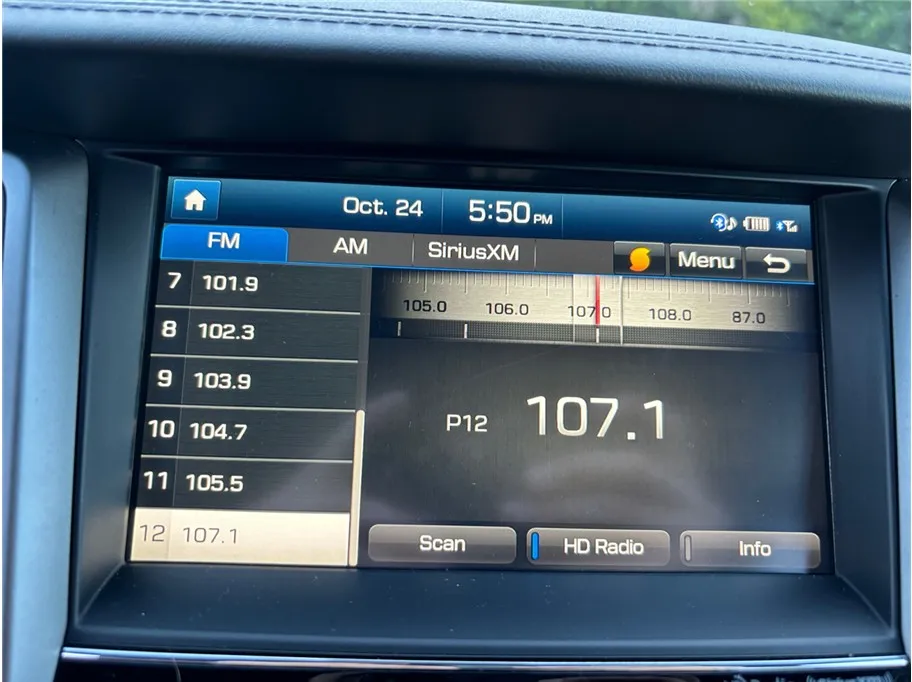 Oct. 24 5:50 PM
FM AM SiriusXM Menu
7 101.9
8 102.3
9 103.9
10 104.7
11 105.5
12 107.1
105.0 106.0 107.0 108.0 87.0
P12 107.1
Scan HD Radio Info